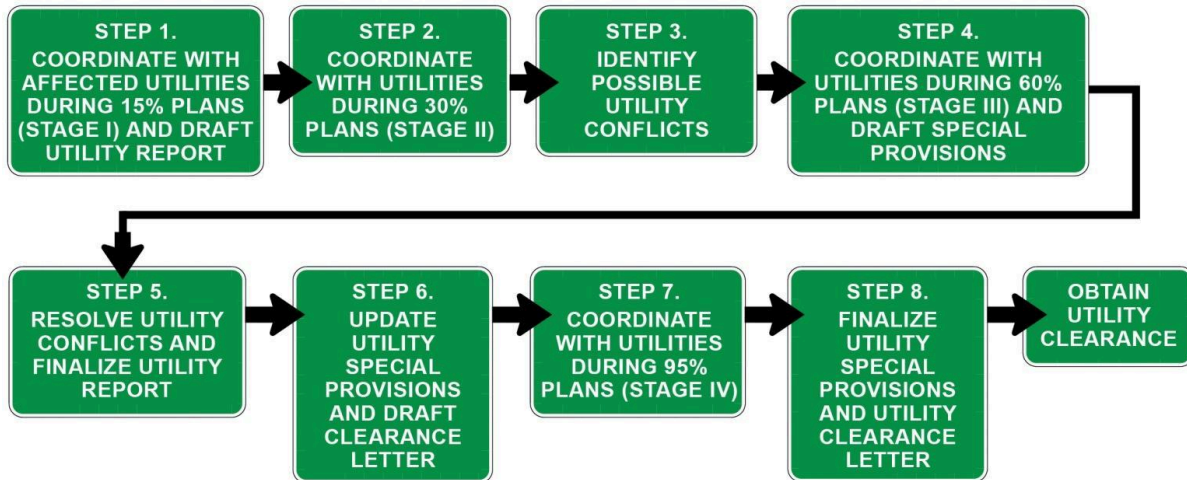 STEP 1.
COORDINATE WITH
AFFECTED UTILITIES
DURING 15% PLANS
(STAGE I) AND DRAFT
UTILITY REPORT
STEP 2.
COORDINATE
WITH UTILITIES
DURING 30%
PLANS (STAGE II)
STEP 3.
IDENTIFY
POSSIBLE
UTILITY
CONFLICTS
STEP 4.
COORDINATE WITH
UTILITIES DURING 60%
PLANS (STAGE III) AND
DRAFT SPECIAL
PROVISIONS
STEP 5.
RESOLVE UTILITY
CONFLICTS AND
FINALIZE UTILITY
REPORT
STEP 6.
UPDATE
UTILITY
SPECIAL
PROVISIONS
AND DRAFT
CLEARANCE
LETTER
STEP 7.
COORDINATE
WITH UTILITIES
DURING 95%
PLANS (STAGE IV)
STEP 8.
FINALIZE
UTILITY
SPECIAL
PROVISIONS
AND UTILITY
CLEARANCE
LETTER
OBTAIN
UTILITY
CLEARANCE